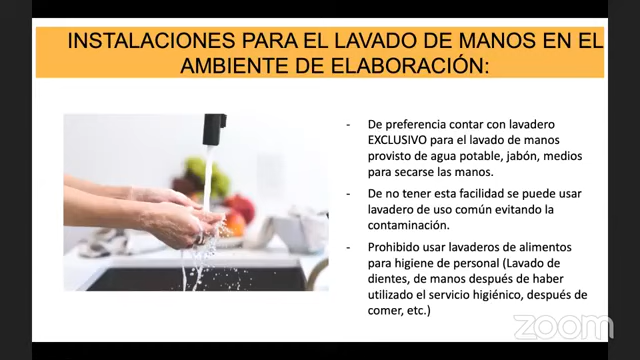 INSTALACIONES PARA EL LAVADO DE MANOS EN EL
AMBIENTE DE ELABORACIÓN:
- De preferencia contar con lavadero
EXCLUSIVO para el lavado de manos
provisto de agua potable, jabón, medios
para secarse las manos.
- De no tener esta facilidad se puede usar
lavadero de uso común evitando la
contaminación.
- Prohibido usar lavaderos de alimentos
para higiene de personal (Lavado de
dientes, de manos después de haber
utilizado el servicio higiénico, después de
comer, etc.)
zoom